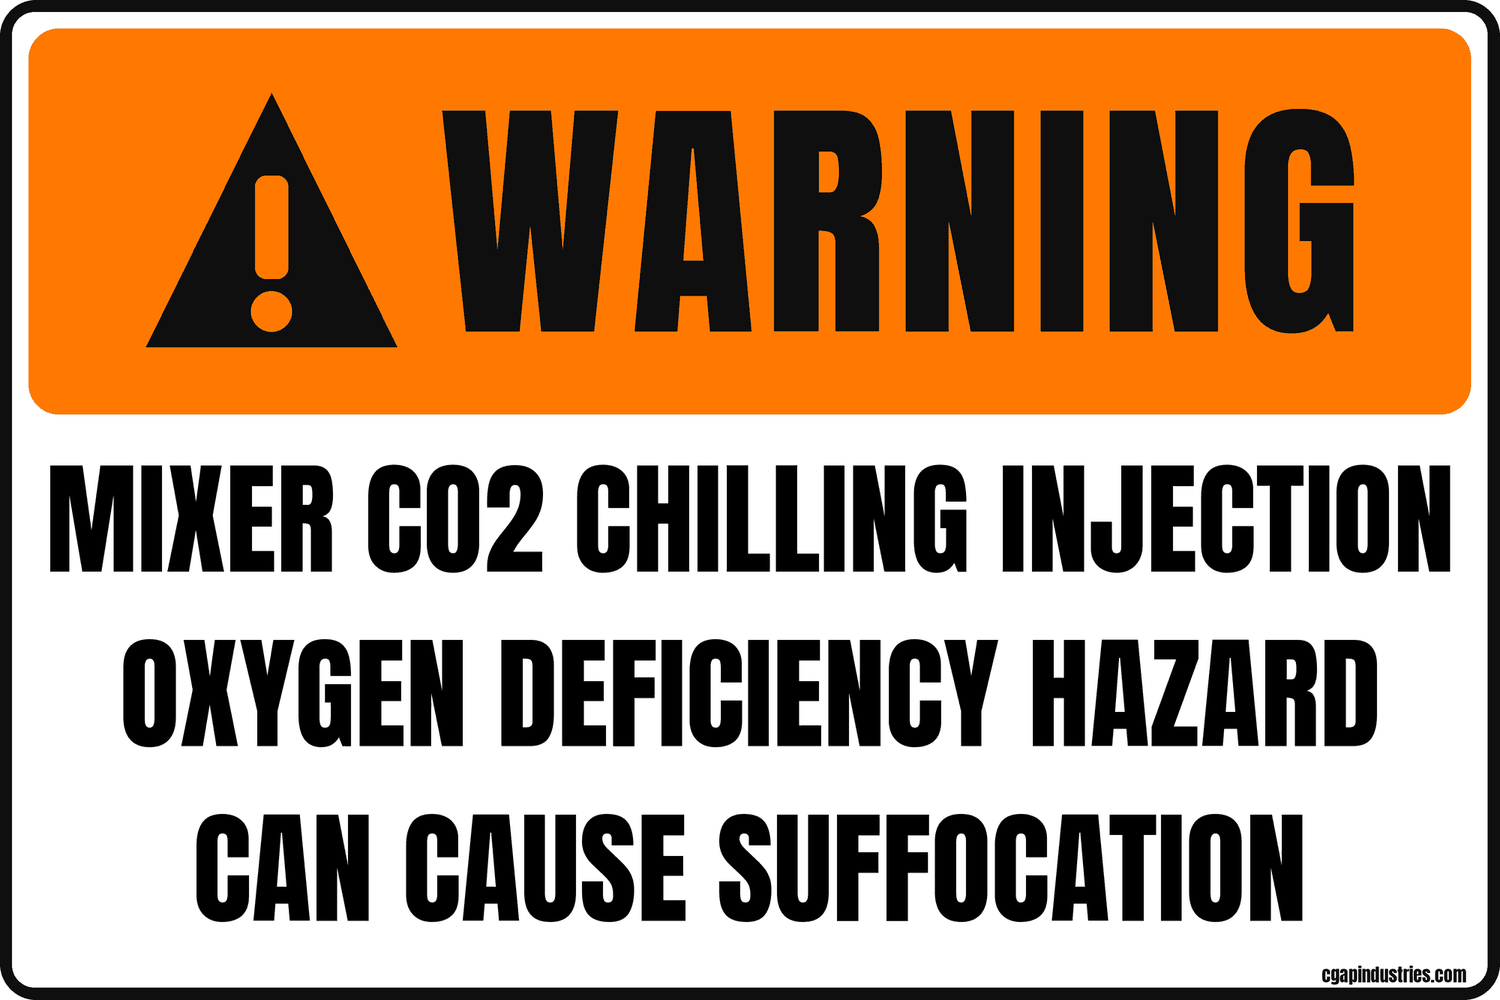 WARNING
MIXER CO2 CHILLING INJECTION
OXYGEN DEFICIENCY HAZARD
CAN CAUSE SUFFOCATION
cgapindustries.com